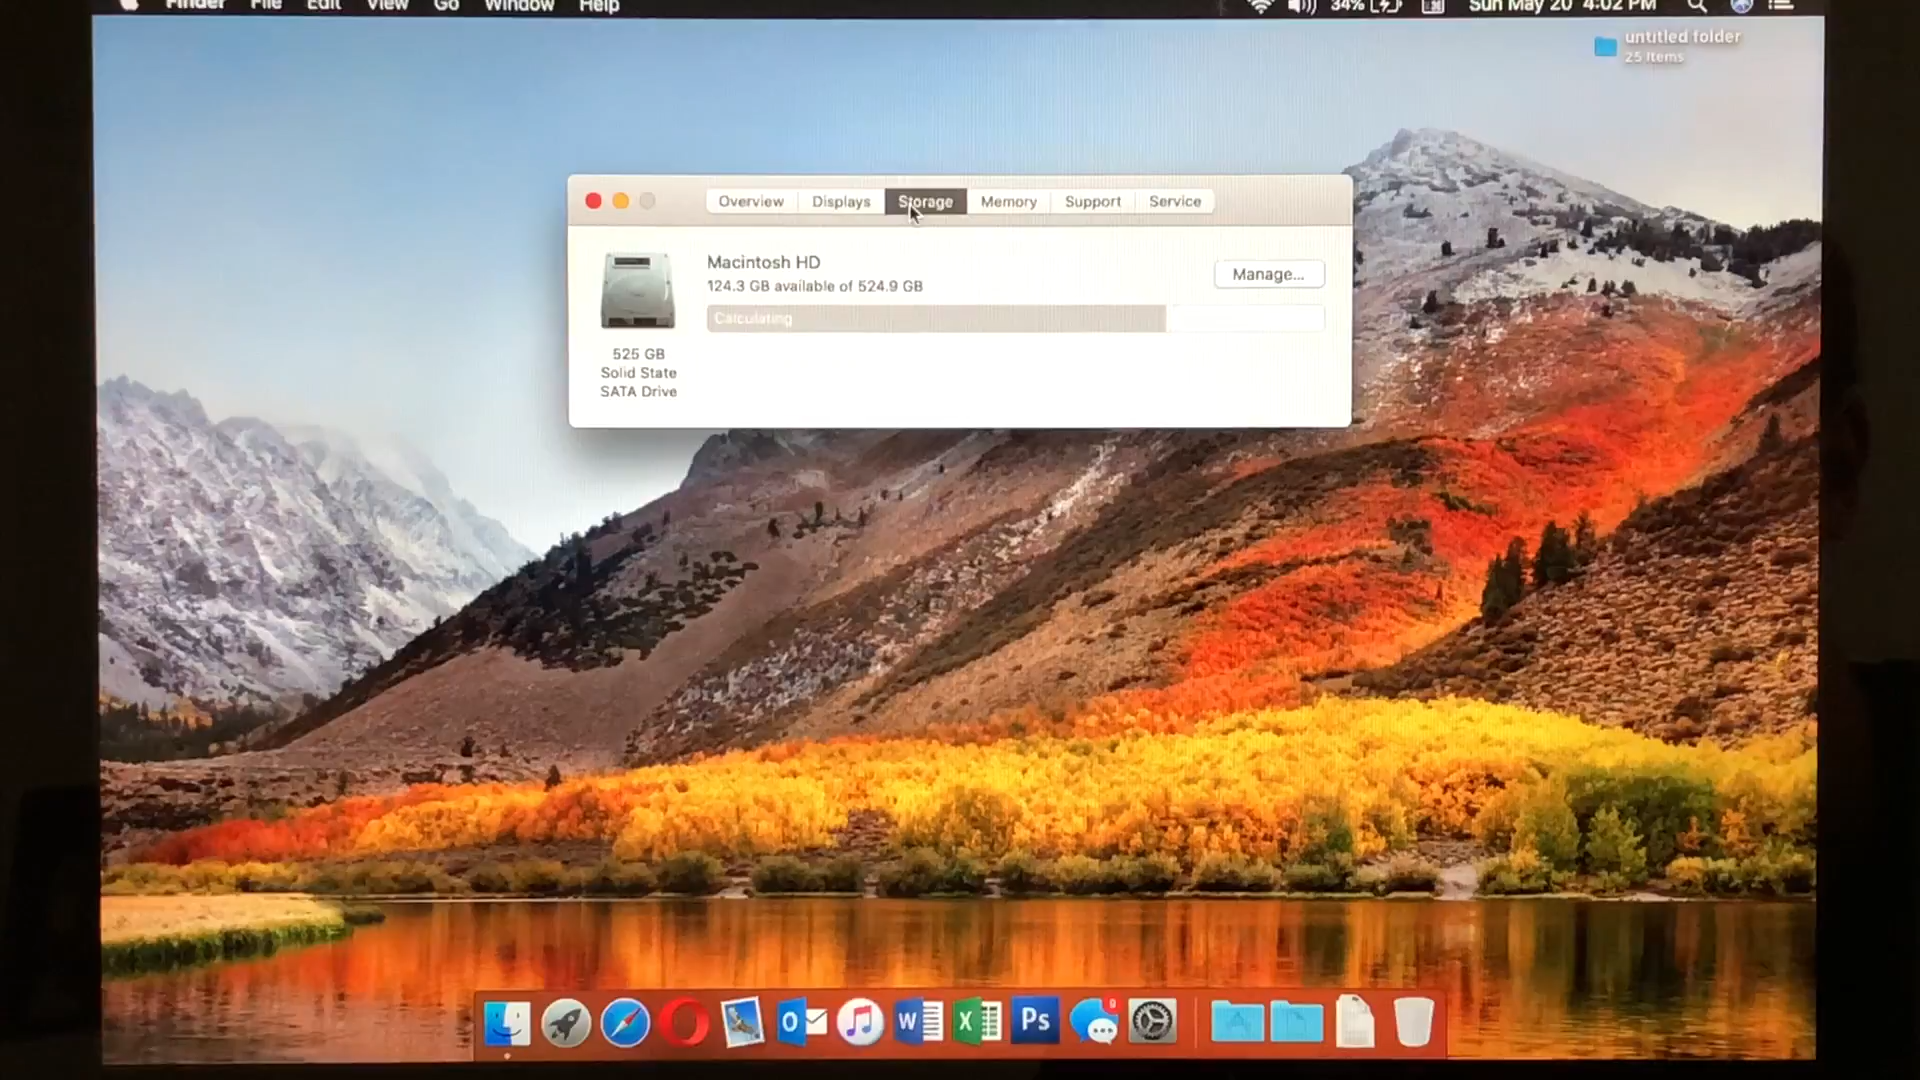 Finder File Edit View Go Window Help 34% Sun May 20 4:02 PM
untitled folder
25 items
Overview Displays Storage Memory Support Service
Macintosh HD
124.3 GB available of 524.9 GB
Manage...
Calculating
525 GB
Solid State
SATA Drive
O W X Ps